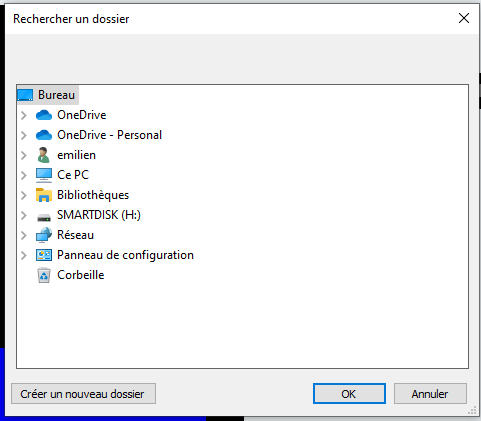 Rechercher un dossier
Bureau
OneDrive
OneDrive - Personal
emilien
Ce PC
Bibliothèques
SMARTDISK (H:)
Réseau
Panneau de configuration
Corbeille
Créer un nouveau dossier OK Annuler